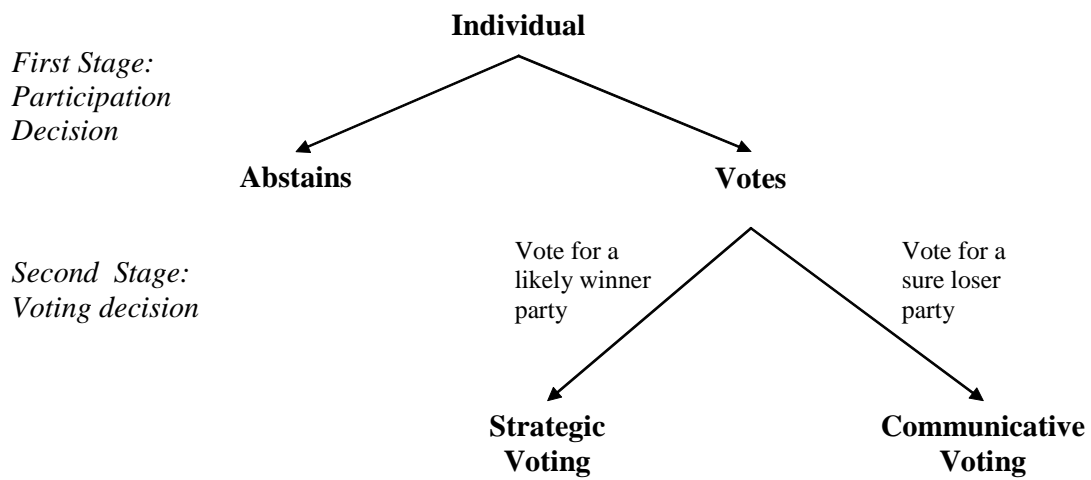 Individual
First Stage:
Participation
Decision
Abstains
Votes
Vote for a
likely winner
party
Vote for a
sure loser
party
Second Stage:
Voting decision
Strategic
Voting
Communicative
Voting